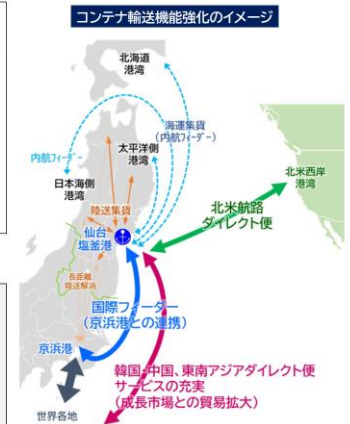 コンテナ輸送機能強化のイメージ
北海道
港湾
海運集貨
(内航フィーダー)
内航フィーダー
太平洋側
港湾
日本海側
港湾
北米西岸
港湾
陸送集貨
北米航路
ダイレクト便
仙台
塩釜港
長距離
陸送解消
国際フィーダー
(京浜港との連携)
京浜港
韓国・中国、東南アジアダイレクト便
サービスの充実
(成長市場との貿易拡大)
世界各地